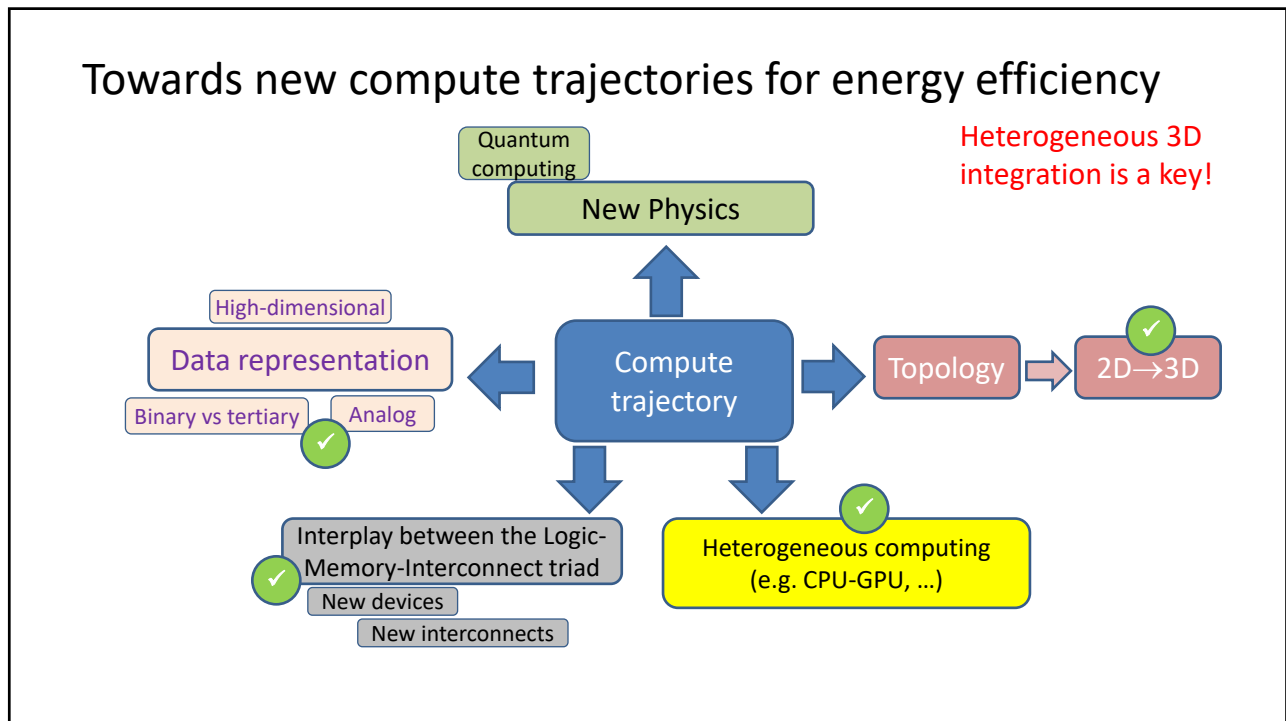 Towards new compute trajectories for energy efficiency
Heterogeneous 3D
integration is a key!
Quantum
computing
New Physics
High-dimensional
Data representation
Binary vs tertiary
Analog
Compute
trajectory
Topology
2D→3D
Interplay between the Logic-
Memory-Interconnect triad
New devices
New interconnects
Heterogeneous computing
(e.g. CPU-GPU, …)